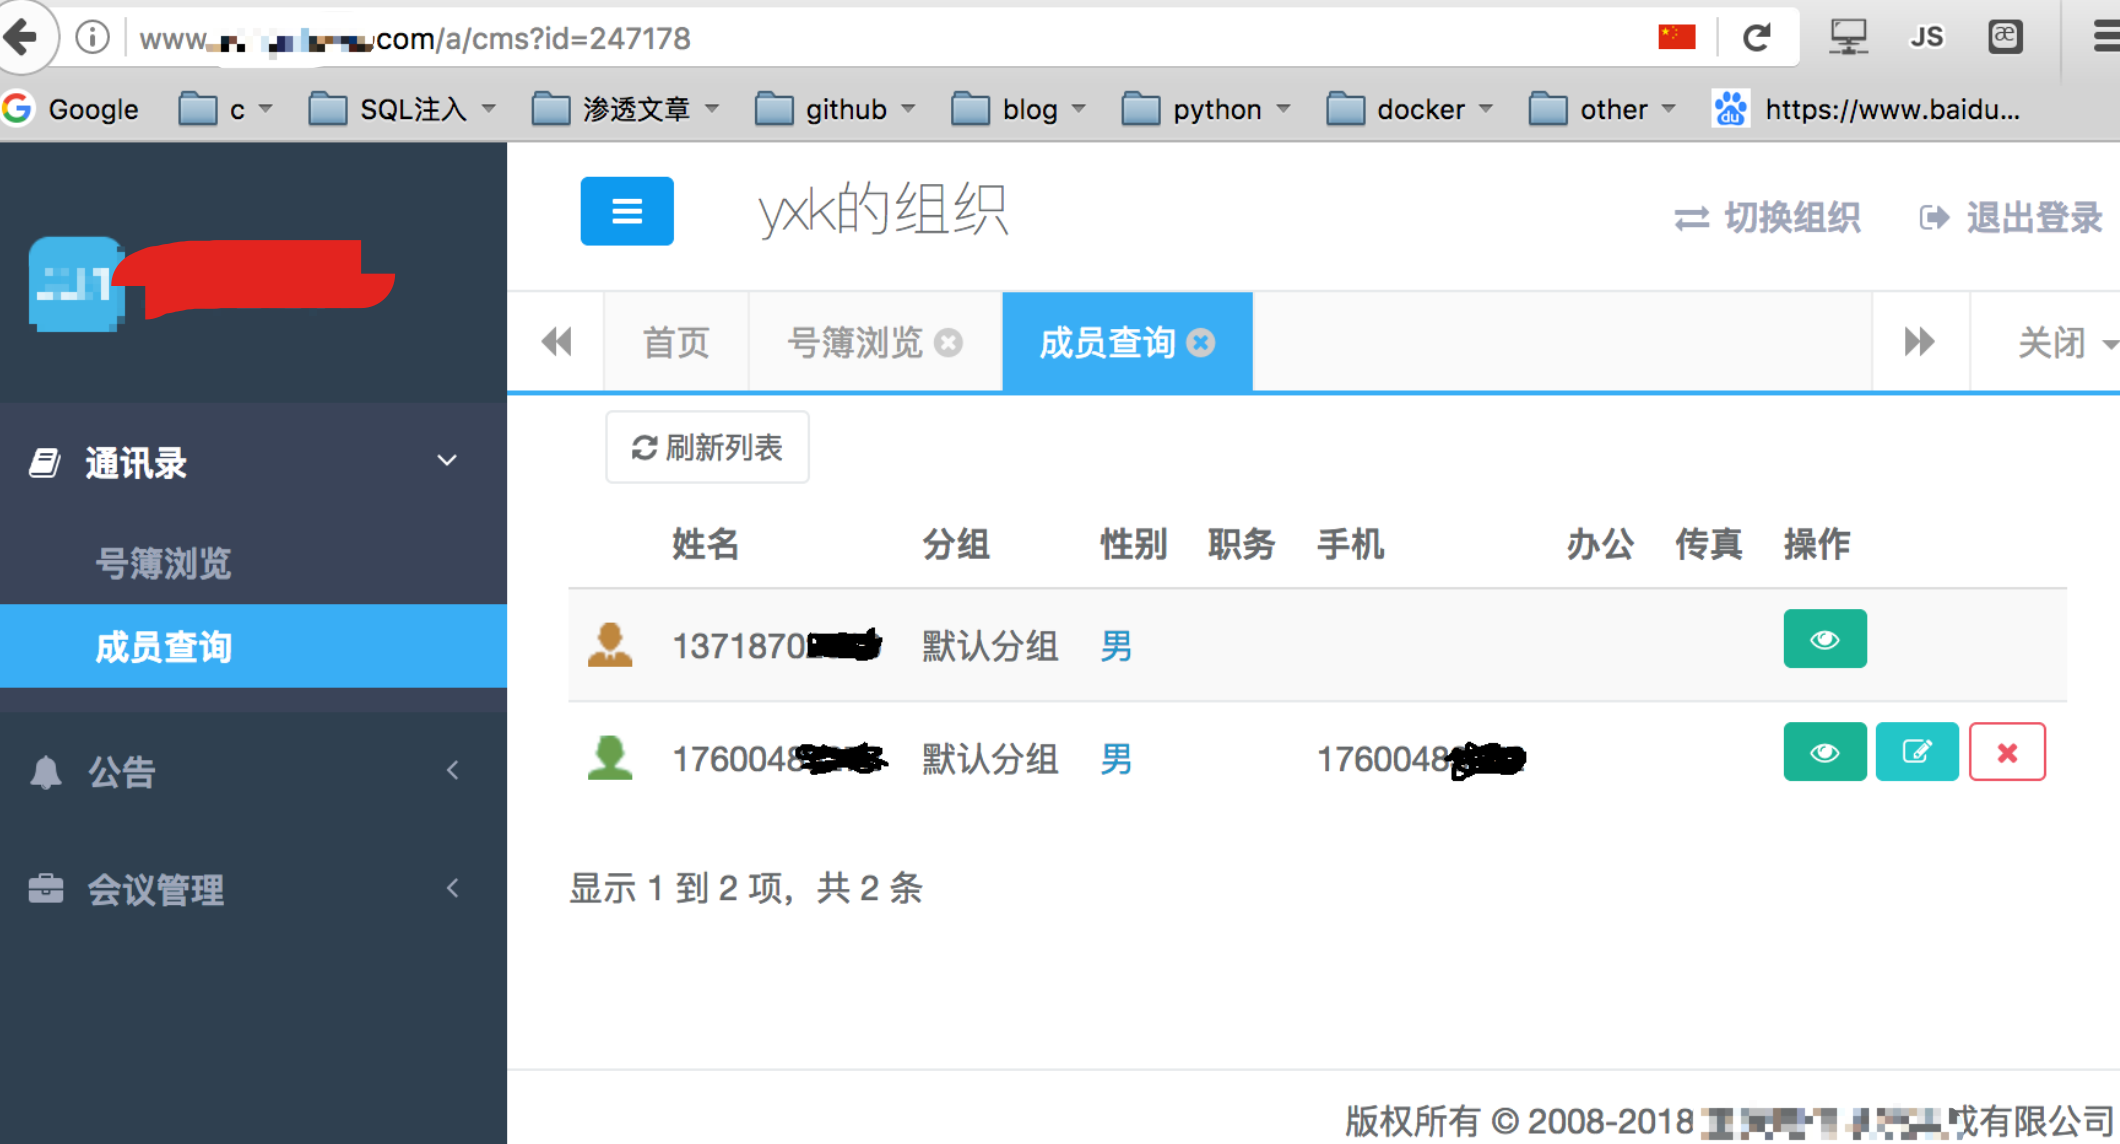 www.com/a/cms?id=247178
JS
æ
Google c SQL注入 渗透文章 github blog python docker other du https://www.baidu...
yxk的组织 切换组织 退出登录
首页 号簿浏览 成员查询 关闭
刷新列表
通讯录
号簿浏览
成员查询
公告
会议管理
姓名 分组 性别 职务 手机 办公 传真 操作
1371870 默认分组 男
1760048 默认分组 男 1760048
显示 1 到 2 项，共 2 条
版权所有 © 2008-2018 有限公司